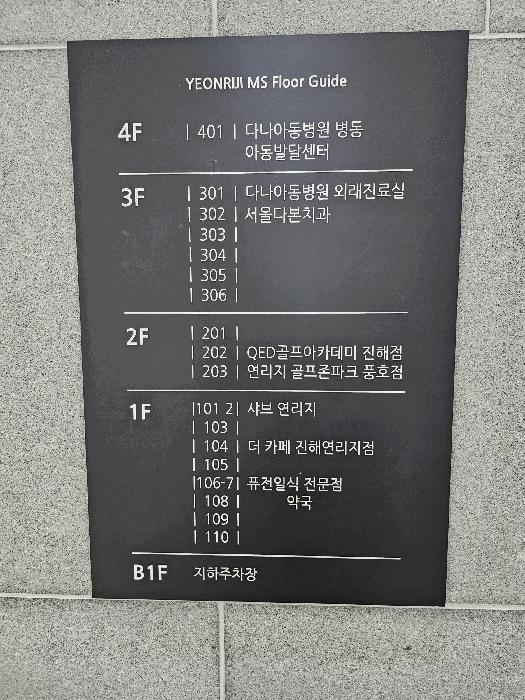 YEONRIJI MS Floor Guide
4F | 401 | 다나아동병원 병동
아동발달센터
3F | 301 | 다나아동병원 외래진료실
| 302 | 서울다본치과
| 303 |
| 304 |
| 305 |
| 306 |
2F | 201 |
| 202 | QED골프아카데미 진해점
| 203 | 연리지 골프존파크 풍호점
1F |101 2| 샤브 연리지
| 103 |
| 104 | 더 카페 진해연리지점
| 105 |
|106-7| 퓨전일식 전문점
| 108 | 약국
| 109 |
| 110 |
B1F 지하주차장